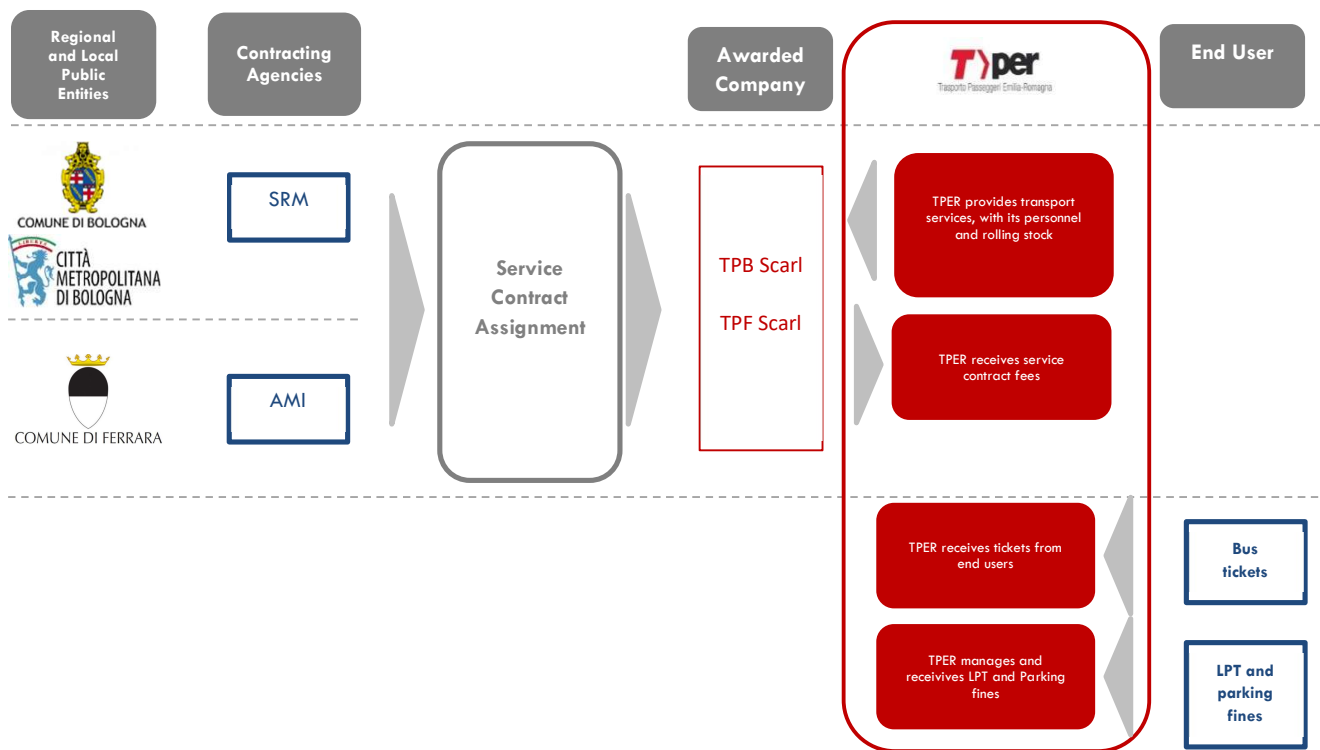 Regional
and Local
Public
Entities
Contracting
Agencies
Awarded
Company
T>per
Trasporto Passeggeri Emilia-Romagna
End User
COMUNE DI BOLOGNA
LIBERTAS
CITTÀ
METROPOLITANA
DI BOLOGNA
SRM
Service
Contract
Assignment
TPB Scarl
TPF Scarl
TPER provides transport
services, with its personnel
and rolling stock
TPER receives service
contract fees
COMUNE DI FERRARA
AMI
TPER receives tickets from
end users
Bus
tickets
TPER manages and
receivives LPT and Parking
fines
LPT and
parking
fines